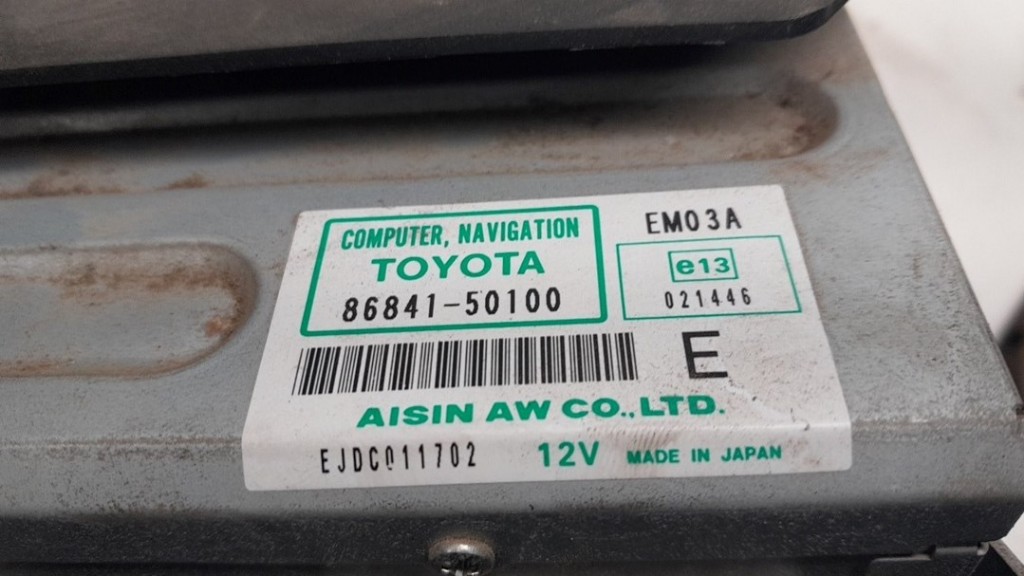 COMPUTER, NAVIGATION
TOYOTA
86841-50100
EM03A
e13
021446
E
AISIN AW CO., LTD.
EJDC011702 12V MADE IN JAPAN